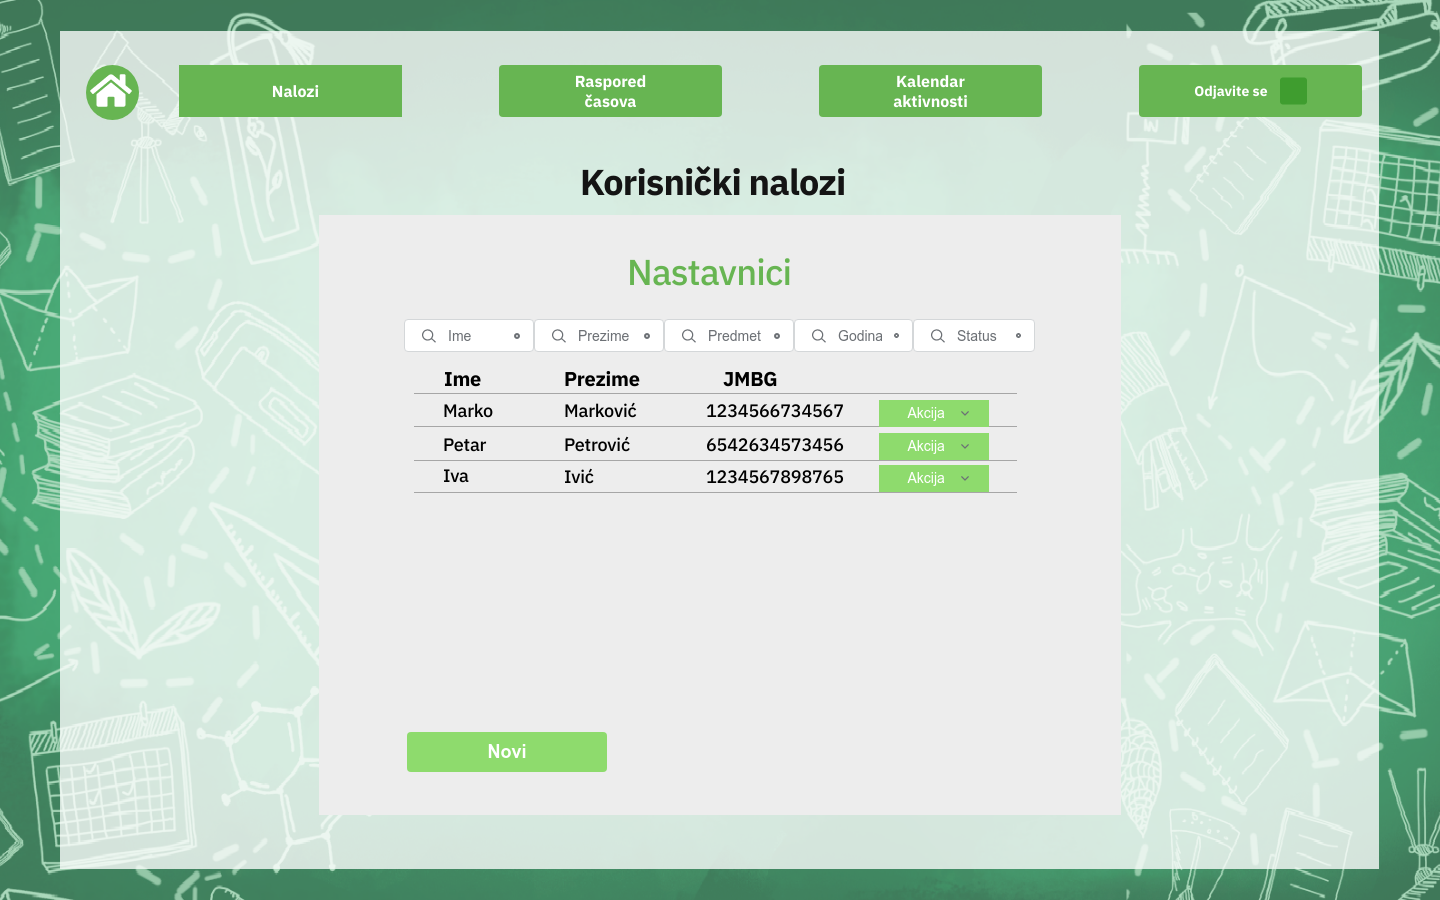 Nalozi
Raspored
časova
Kalendar
aktivnosti
Odjavite se
Korisnički nalozi
Nastavnici
Ime Prezime Predmet Godina Status
Ime Prezime JMBG
Marko Marković 1234566734567 Akcija
Petar Petrović 6542634573456 Akcija
Iva Ivić 1234567898765 Akcija
Novi